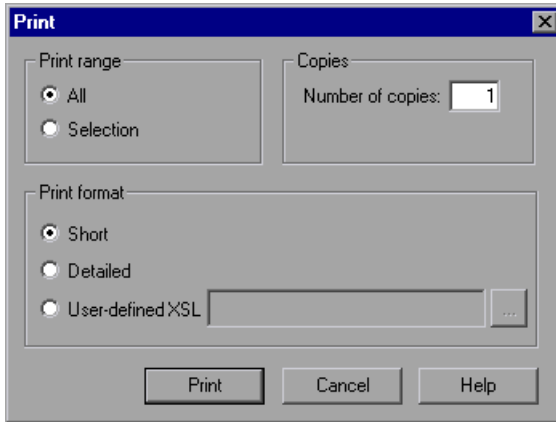 Print
Print range
Copies
All
Number of copies: 1
Selection
Print format
Short
Detailed
User-defined XSL ...
Print Cancel Help